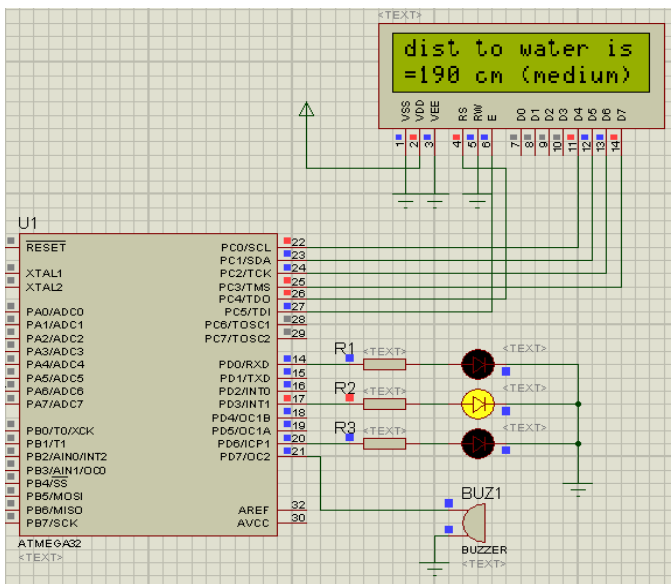 <TEXT>
dist to water is
=190 cm (medium)
VSS
VDD
VEE
RS
RW
E
D0
D1
D2
D3
D4
D5
D6
D7
1
2
3
4
5
6
7
8
9
10
11
12
13
14
U1
RESET
XTAL1
XTAL2
PA0/ADC0
PA1/ADC1
PA2/ADC2
PA3/ADC3
PA4/ADC4
PA5/ADC5
PA6/ADC6
PA7/ADC7
PB0/T0/XCK
PB1/T1
PB2/AIN0/INT2
PB3/AIN1/OC0
PB4/SS
PB5/MOSI
PB6/MISO
PB7/SCK
PC0/SCL
PC1/SDA
PC2/TCK
PC3/TMS
PC4/TDO
PC5/TDI
PC6/TOSC1
PC7/TOSC2
PD0/RXD
PD1/TXD
PD2/INT0
PD3/INT1
PD4/OC1B
PD5/OC1A
PD6/ICP1
PD7/OC2
AREF
AVCC
22
23
24
25
26
27
28
29
14
15
16
17
18
19
20
21
32
30
ATMEGA32
<TEXT>
R1
<TEXT>
<TEXT>
R2
<TEXT>
<TEXT>
R3
<TEXT>
<TEXT>
BUZ1
BUZZER
<TEXT>